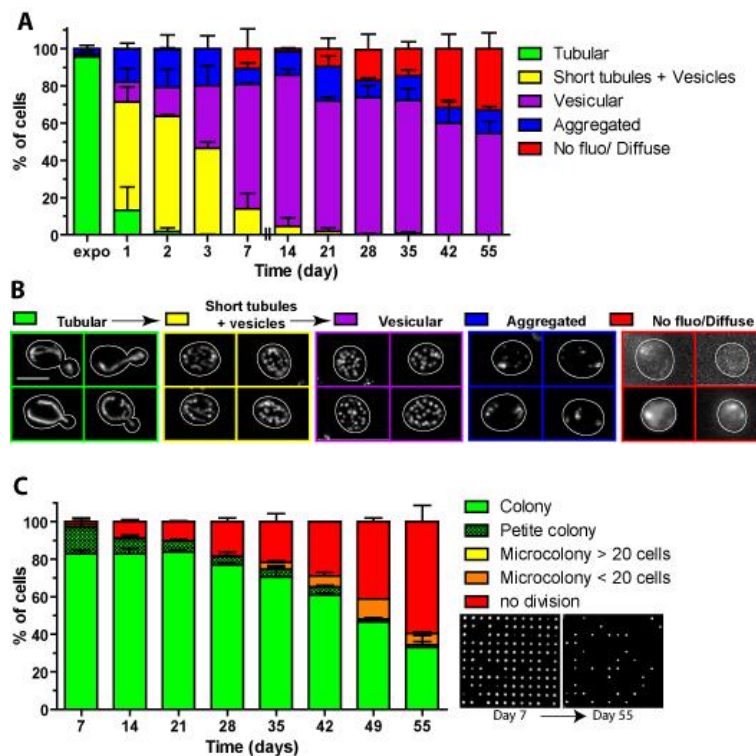 A
% of cells
100
80
60
40
20
0
expo 1 2 3 7 14 21 28 35 42 55
Time (day)
Tubular
Short tubules + Vesicles
Vesicular
Aggregated
No fluo/ Diffuse
B
Tubular
Short tubules
+ vesicles
Vesicular
Aggregated
No fluo/Diffuse
C
% of cells
100
80
60
40
20
0
7 14 21 28 35 42 49 55
Time (days)
Colony
Petite colony
Microcolony > 20 cells
Microcolony < 20 cells
no division
Day 7
Day 55